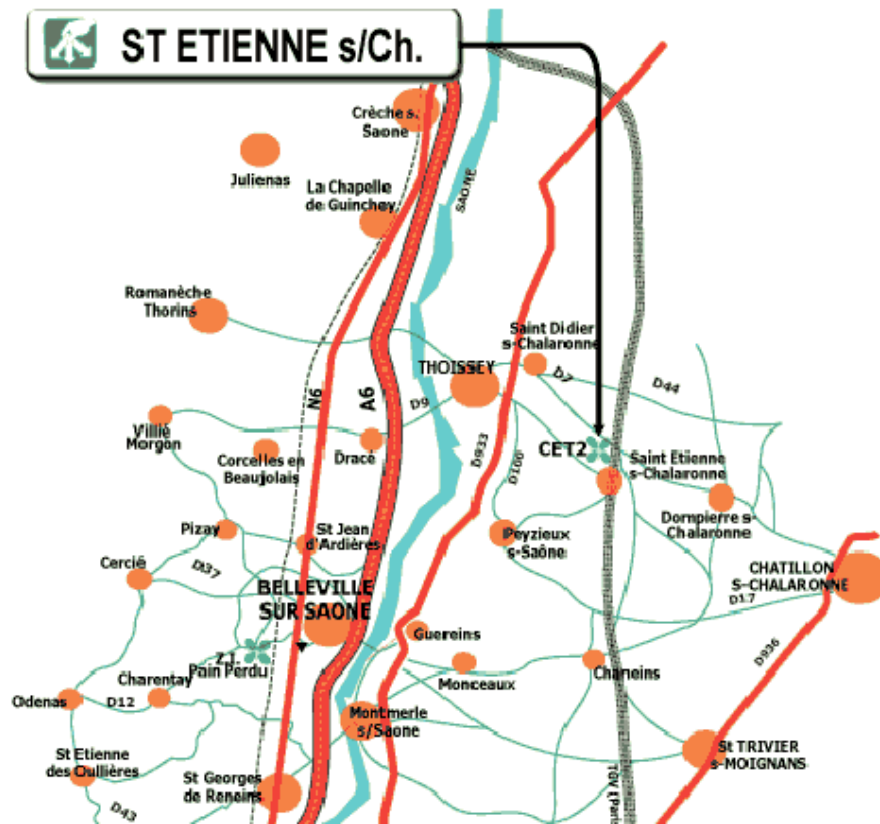 ST ETIENNE s/Ch.
Crèche s.
Saone
Julienas
La Chapelle
de Guinchay
SAONE
Romanèche
Thorins
Saint Didier
s-Chalaronne
THOISSEY
D7
D44
N6
A6
D9
Villié
Morgon
Corcelles en
Beaujolais
Dracé
D933
D100
CET2
Saint Etienne
s-Chalaronne
Dompierre s-
Chalaronne
Pizay
St Jean
d'Ardières
Peyzieux
s-Saône
Cercié
D37
BELLEVILLE
SUR SAONE
CHATILLON
S-CHALARONNE
D17
Guereins
Z.I.
Pain Perdu
D936
Charentay
Monceaux
Chaneins
Odenas
D12
Montmerle
s/Saone
St Etienne
des Oullières
St TRIVIER
s-MOIGNANS
St Georges
de Reneins
D43
TGV (Paris